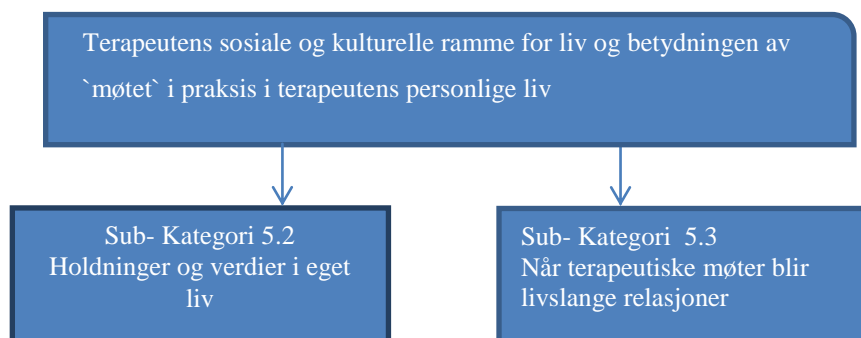 Terapeutens sosiale og kulturelle ramme for liv og betydningen av
`møtet` i praksis i terapeutens personlige liv
Sub- Kategori 5.2
Holdninger og verdier i eget
liv
Sub- Kategori  5.3
Når terapeutiske møter blir
livslange relasjoner